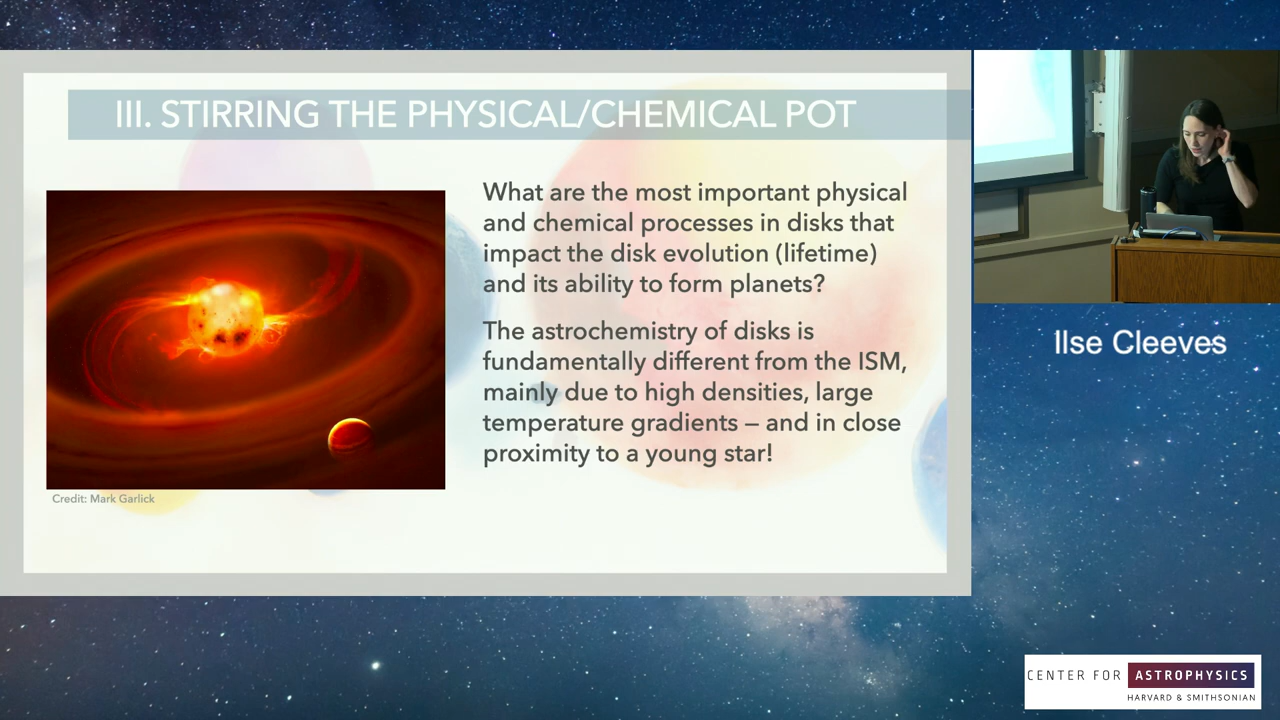 III. STIRRING THE PHYSICAL/CHEMICAL POT
What are the most important physical
and chemical processes in disks that
impact the disk evolution (lifetime)
and its ability to form planets?
The astrochemistry of disks is
fundamentally different from the ISM,
mainly due to high densities, large
temperature gradients – and in close
proximity to a young star!
Credit: Mark Garlick
Ilse Cleeves
CENTER FOR ASTROPHYSICS
HARVARD & SMITHSONIAN